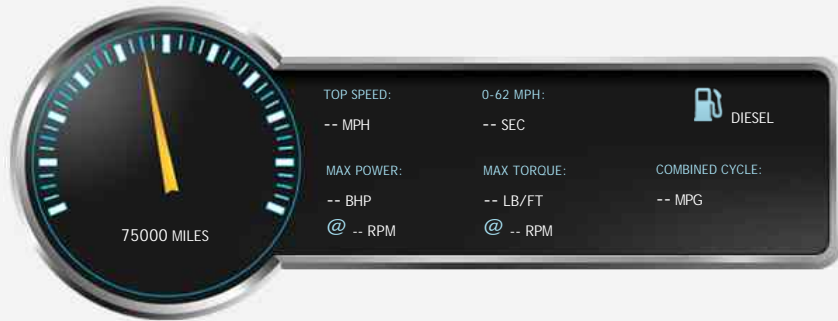 TOP SPEED:
-- MPH
0-62 MPH:
-- SEC
DIESEL
MAX POWER:
-- BHP
@ -- RPM
MAX TORQUE:
-- LB/FT
@ -- RPM
COMBINED CYCLE:
-- MPG
75000 MILES